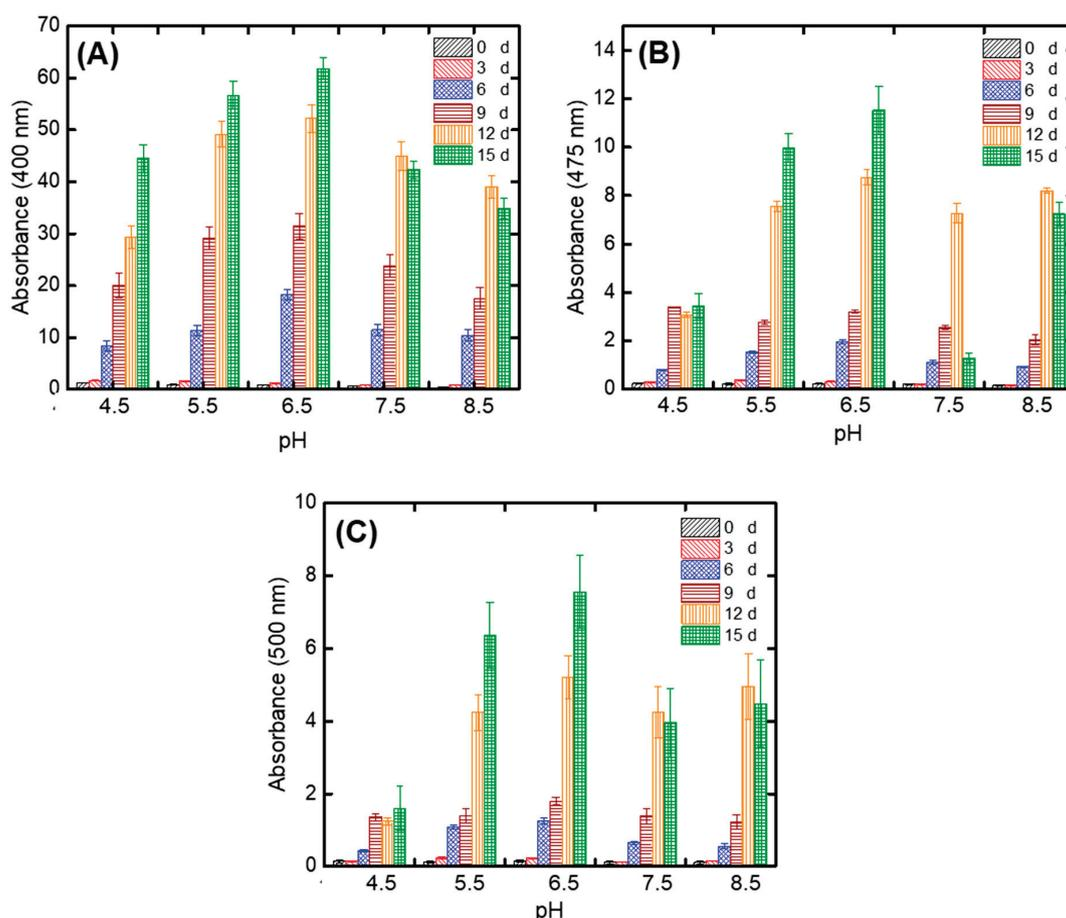 (A)
70
60
50
40
30
20
10
0
Absorbance (400 nm)
0 d
3 d
6 d
9 d
12 d
15 d
4.5 5.5 6.5 7.5 8.5
pH
(B)
14
12
10
8
6
4
2
0
Absorbance (475 nm)
0 d
3 d
6 d
9 d
12 d
15 d
4.5 5.5 6.5 7.5 8.5
pH
(C)
10
8
6
4
2
0
Absorbance (500 nm)
0 d
3 d
6 d
9 d
12 d
15 d
4.5 5.5 6.5 7.5 8.5
pH